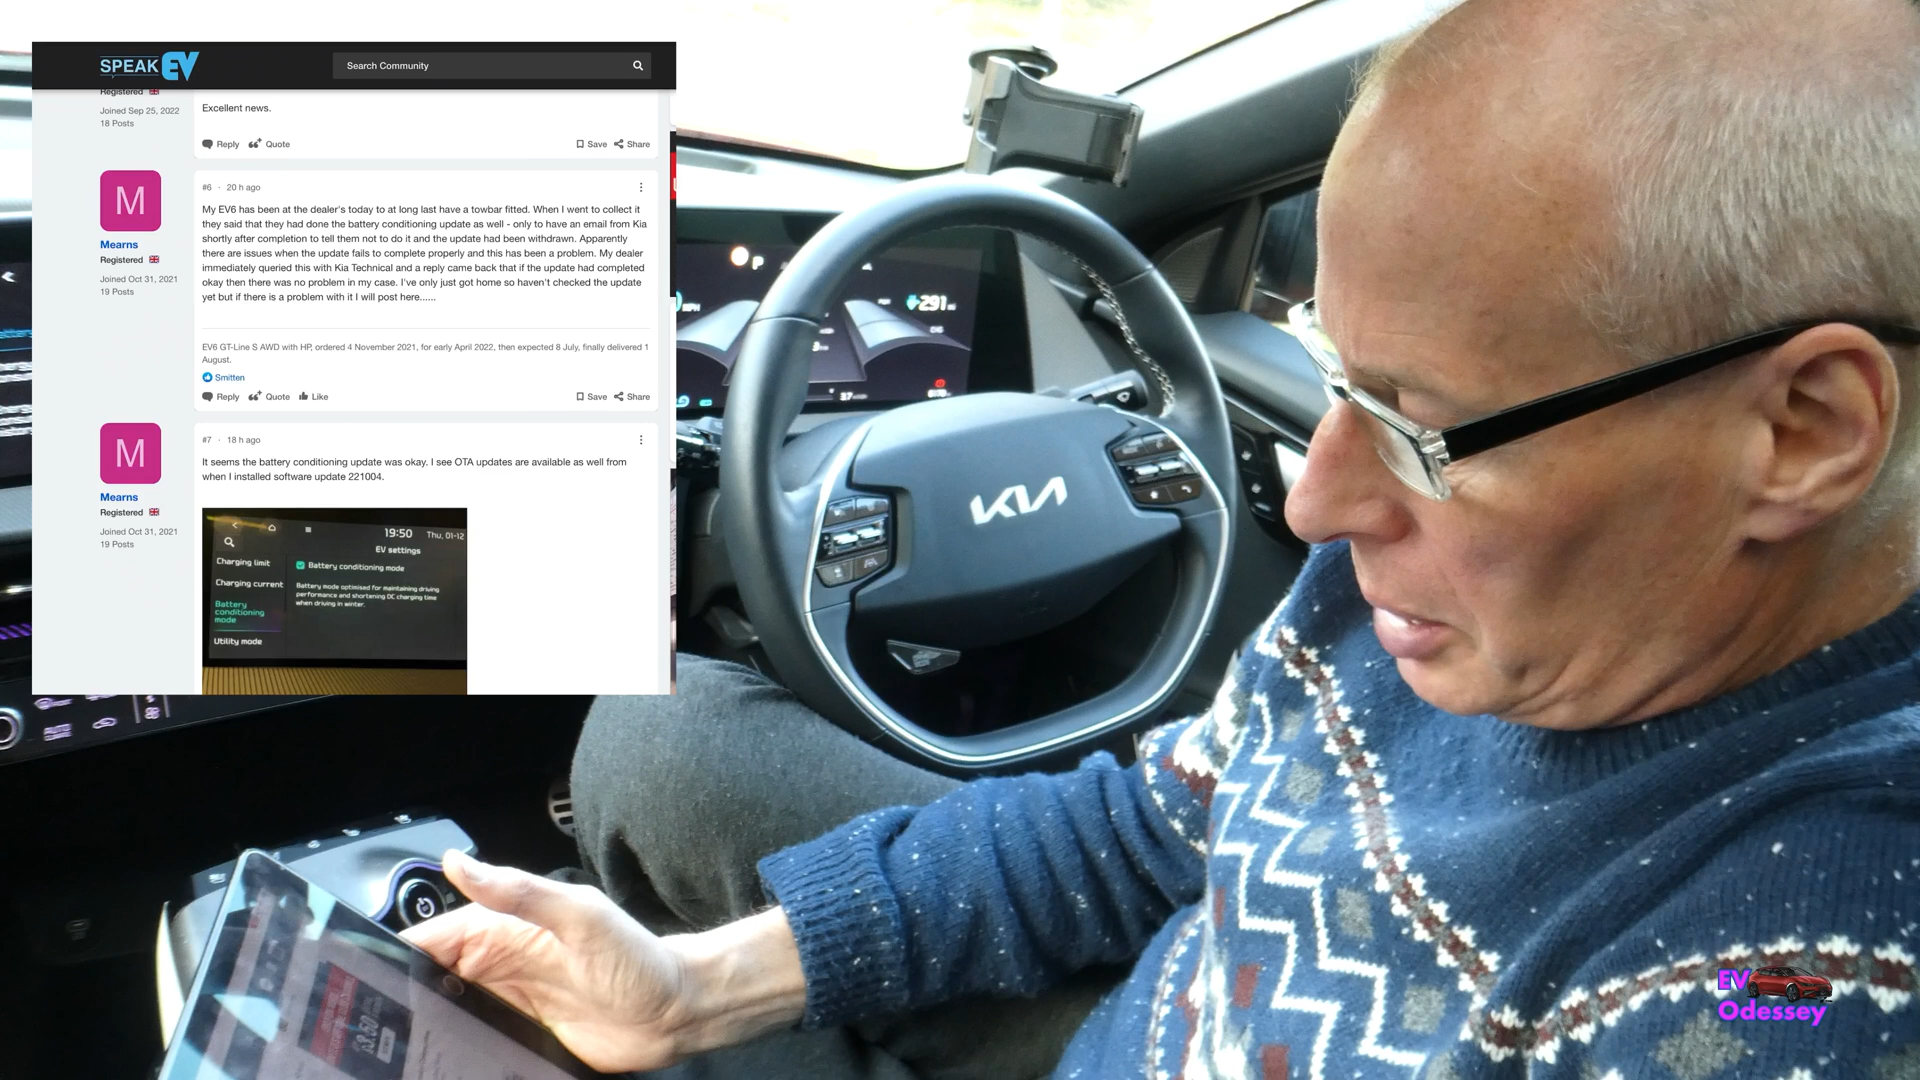 SPEAK EV
Search Community
Registered
Joined Sep 25, 2022
18 Posts
Excellent news.
Reply Quote Save Share
M
Mearns
Registered
Joined Oct 31, 2021
19 Posts
#6 · 20 h ago
My EV6 has been at the dealer's today to at long last have a towbar fitted. When I went to collect it
they said that they had done the battery conditioning update as well - only to have an email from Kia
shortly after completion to tell them not to do it and the update had been withdrawn. Apparently
there are issues when the update fails to complete properly and this has been a problem. My dealer
immediately queried this with Kia Technical and a reply came back that if the update had completed
okay then there was no problem in my case. I've only just got home so haven't checked the update
yet but if there is a problem with it I will post here......
EV6 GT-Line S AWD with HP, ordered 4 November 2021, for early April 2022, then expected 8 July, finally delivered 1
August.
Smitten
Reply Quote Like Save Share
M
Mearns
Registered
Joined Oct 31, 2021
19 Posts
#7 · 18 h ago
It seems the battery conditioning update was okay. I see OTA updates are available as well from
when I installed software update 221004.
19:50 Thu, 01-12
EV settings
Charging limit
Charging current
Battery
conditioning
mode
Utility mode
Battery conditioning mode
Battery mode optimised for maintaining driving
performance and shortening DC charging time
when driving in winter.
P
291
KIA
EV
Odessey